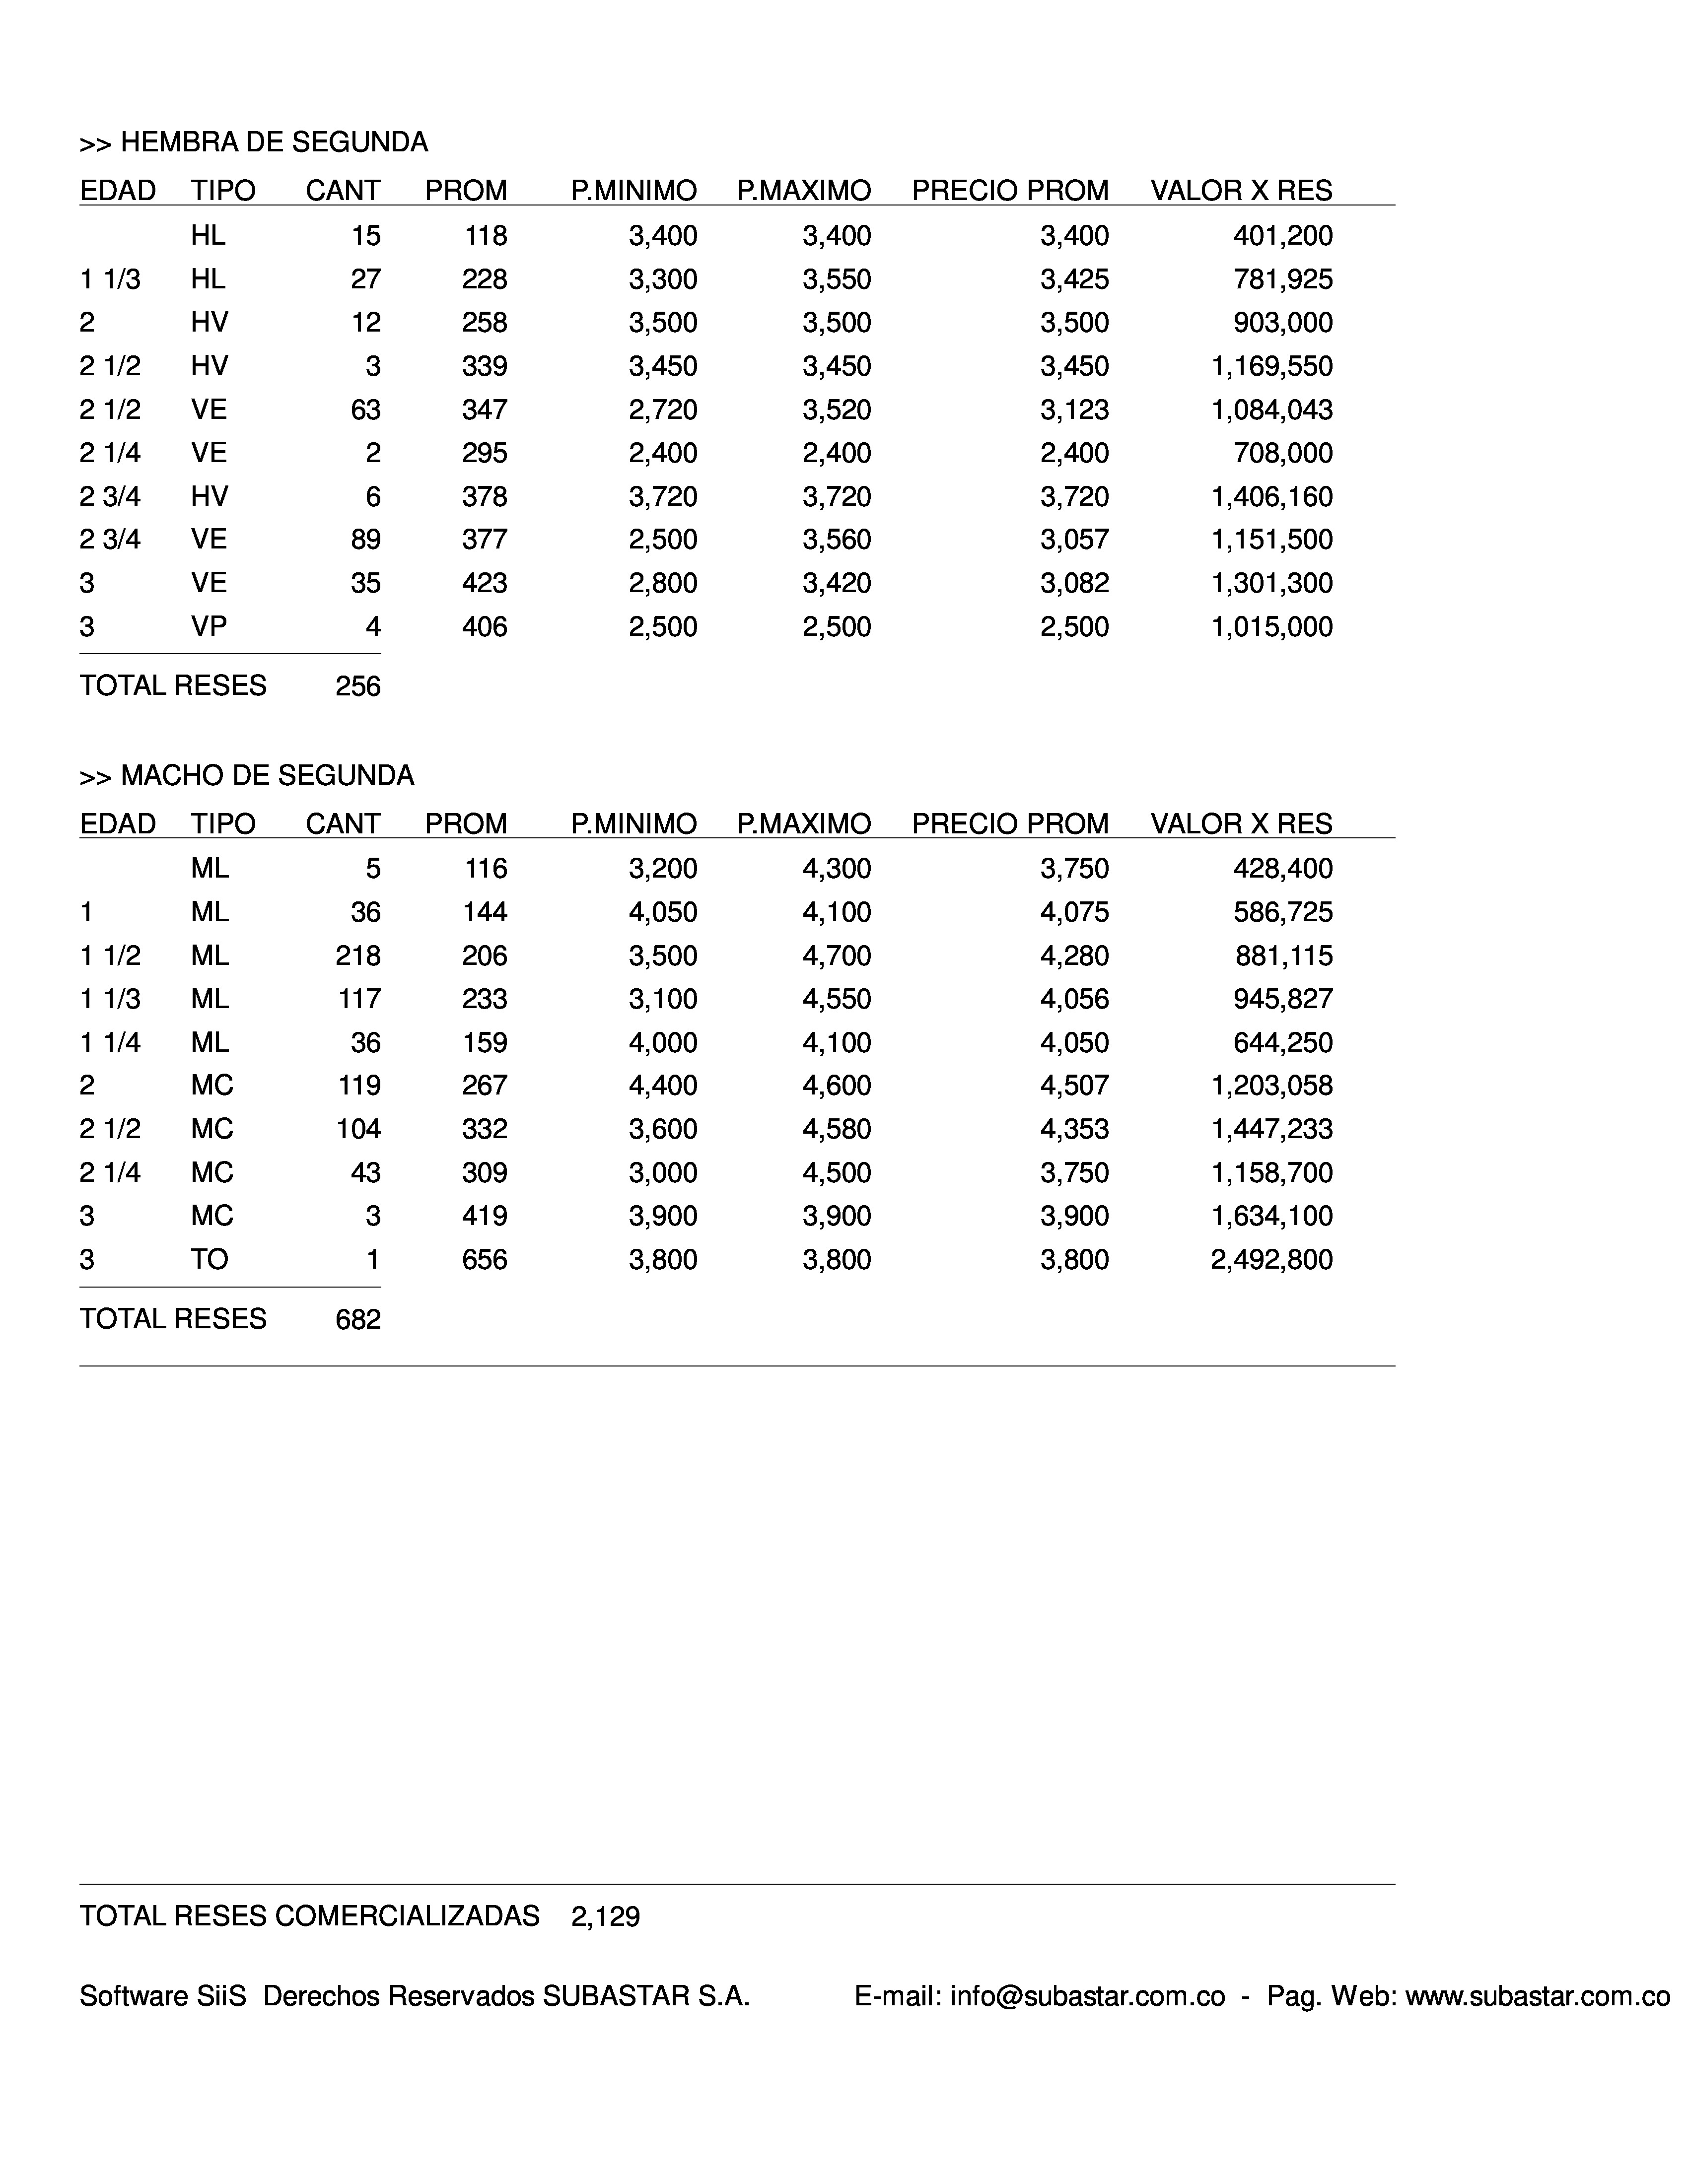 >> HEMBRA DE SEGUNDA
EDAD TIPO CANT PROM P.MINIMO P.MAXIMO PRECIO PROM VALOR X RES
HL 15 118 3,400 3,400 3,400 401,200
1 1/3 HL 27 228 3,300 3,550 3,425 781,925
2 HV 12 258 3,500 3,500 3,500 903,000
2 1/2 HV 3 339 3,450 3,450 3,450 1,169,550
2 1/2 VE 63 347 2,720 3,520 3,123 1,084,043
2 1/4 VE 2 295 2,400 2,400 2,400 708,000
2 3/4 HV 6 378 3,720 3,720 3,720 1,406,160
2 3/4 VE 89 377 2,500 3,560 3,057 1,151,500
3 VE 35 423 2,800 3,420 3,082 1,301,300
3 VP 4 406 2,500 2,500 2,500 1,015,000
TOTAL RESES 256
>> MACHO DE SEGUNDA
EDAD TIPO CANT PROM P.MINIMO P.MAXIMO PRECIO PROM VALOR X RES
ML 5 116 3,200 4,300 3,750 428,400
1 ML 36 144 4,050 4,100 4,075 586,725
1 1/2 ML 218 206 3,500 4,700 4,280 881,115
1 1/3 ML 117 233 3,100 4,550 4,056 945,827
1 1/4 ML 36 159 4,000 4,100 4,050 644,250
2 MC 119 267 4,400 4,600 4,507 1,203,058
2 1/2 MC 104 332 3,600 4,580 4,353 1,447,233
2 1/4 MC 43 309 3,000 4,500 3,750 1,158,700
3 MC 3 419 3,900 3,900 3,900 1,634,100
3 TO 1 656 3,800 3,800 3,800 2,492,800
TOTAL RESES 682
TOTAL RESES COMERCIALIZADAS 2,129
Software SiiS Derechos Reservados SUBASTAR S.A. E-mail: info@subastar.com.co - Pag. Web: www.subastar.com.co